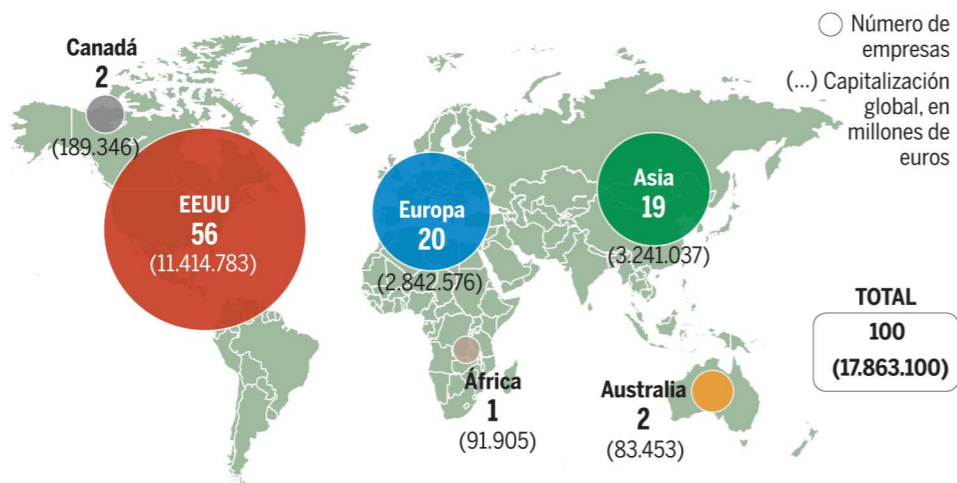 Canadá
2
(189.346)
EEUU
56
(11.414.783)
Europa
20
(2.842.576)
Asia
19
(3.241.037)
África
1
(91.905)
Australia
2
(83.453)
Número de
empresas
(...) Capitalización
global, en
millones de
euros
TOTAL
100
(17.863.100)